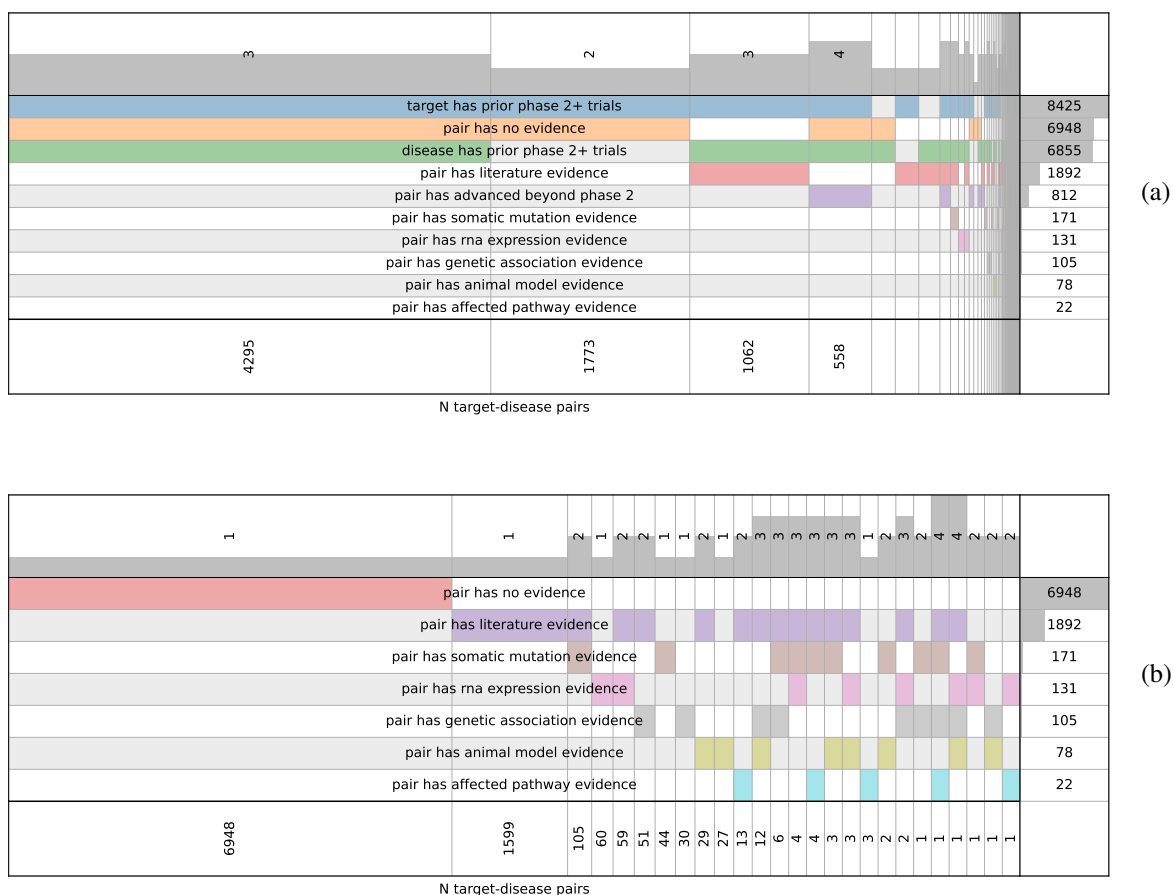 3 2 3 4
target has prior phase 2+ trials 8425
pair has no evidence 6948
disease has prior phase 2+ trials 6855
pair has literature evidence 1892
pair has advanced beyond phase 2 812
pair has somatic mutation evidence 171
pair has rna expression evidence 131
pair has genetic association evidence 105
pair has animal model evidence 78
pair has affected pathway evidence 22
4295 1773 1062 558
N target-disease pairs
(a)
1 1 2 1 2 2 1 1 2 1 2 3 3 3 3 3 1 2 3 2 4 4 2 2 2
pair has no evidence 6948
pair has literature evidence 1892
pair has somatic mutation evidence 171
pair has rna expression evidence 131
pair has genetic association evidence 105
pair has animal model evidence 78
pair has affected pathway evidence 22
6948 1599 105 60 59 51 44 30 29 27 13 12 6 4 4 3 3 3 2 2 1 1 1 1 1 1
N target-disease pairs
(b)